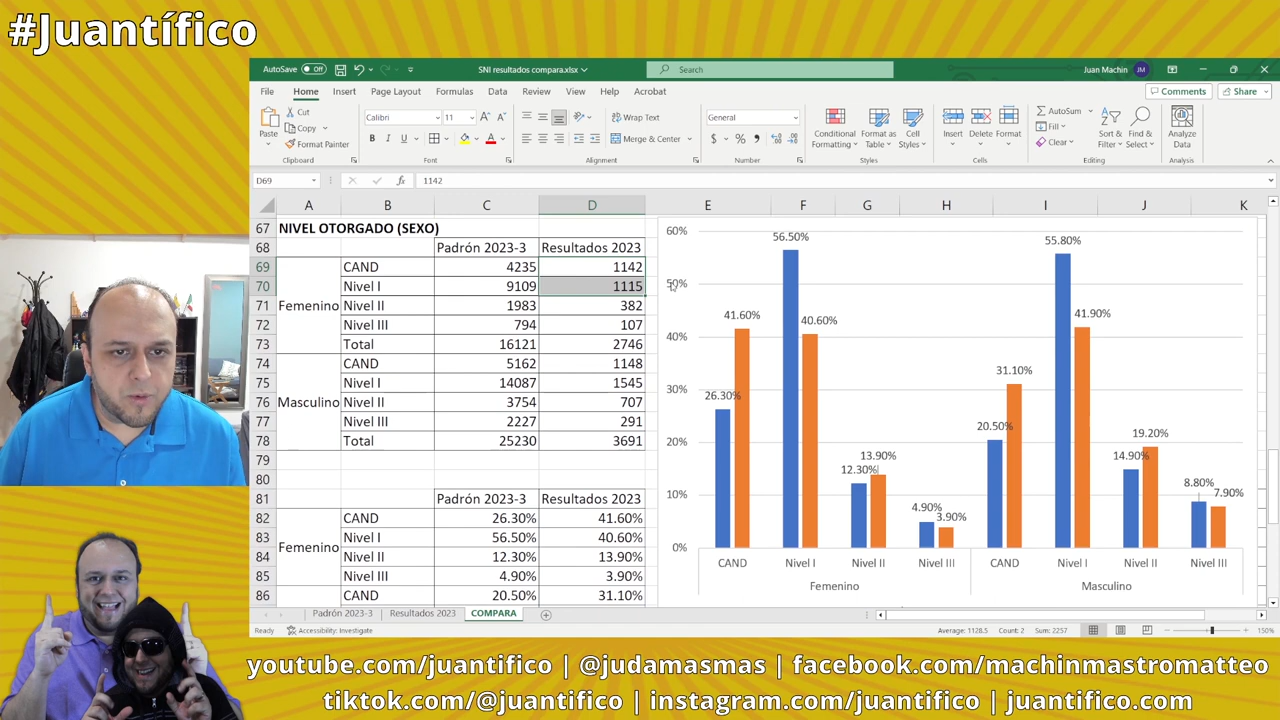 #Juantífico
AutoSave Off
SNI resultados compara.xlsx
Search
Juan Machin JM
File Home Insert Page Layout Formulas Data Review View Help Acrobat
Comments Share
Paste
Cut
Copy
Format Painter
Clipboard
Calibri 11
B I U
Font
Wrap Text
Merge & Center
Alignment
General
$ % 9
Number
Conditional Formatting
Format as Table
Cell Styles
Styles
Insert Delete Format
Cells
AutoSum
Fill
Clear
Sort & Filter
Find & Select
Editing
Analyze Data
Analysis
D69 fx 1142
A B C D E F G H I J K
67 NIVEL OTORGADO (SEXO)
68 Padrón 2023-3 Resultados 2023
69 CAND 4235 1142
70 Nivel I 9109 1115
71 Femenino Nivel II 1983 382
72 Nivel III 794 107
73 Total 16121 2746
74 CAND 5162 1148
75 Nivel I 14087 1545
76 Masculino Nivel II 3754 707
77 Nivel III 2227 291
78 Total 25230 3691
79
80
81 Padrón 2023-3 Resultados 2023
82 CAND 26.30% 41.60%
83 Femenino Nivel I 56.50% 40.60%
84 Nivel II 12.30% 13.90%
85 Nivel III 4.90% 3.90%
86 CAND 20.50% 31.10%
60%
50%
40%
30%
20%
10%
0%
26.30% 41.60% 56.50% 40.60% 12.30% 13.90% 4.90% 3.90% 20.50% 31.10% 55.80% 41.90% 14.90% 19.20% 8.80% 7.90%
CAND Nivel I Nivel II Nivel III CAND Nivel I Nivel II Nivel III
Femenino Masculino
Padrón 2023-3 Resultados 2023 COMPARA
Ready Accessibility: Investigate Average: 1128.5 Count: 2 Sum: 2257 150%
youtube.com/juantifico | @judamasmas | facebook.com/machinmastromatteo
tiktok.com/@juantifico | instagram.com/juantifico | juantifico.com